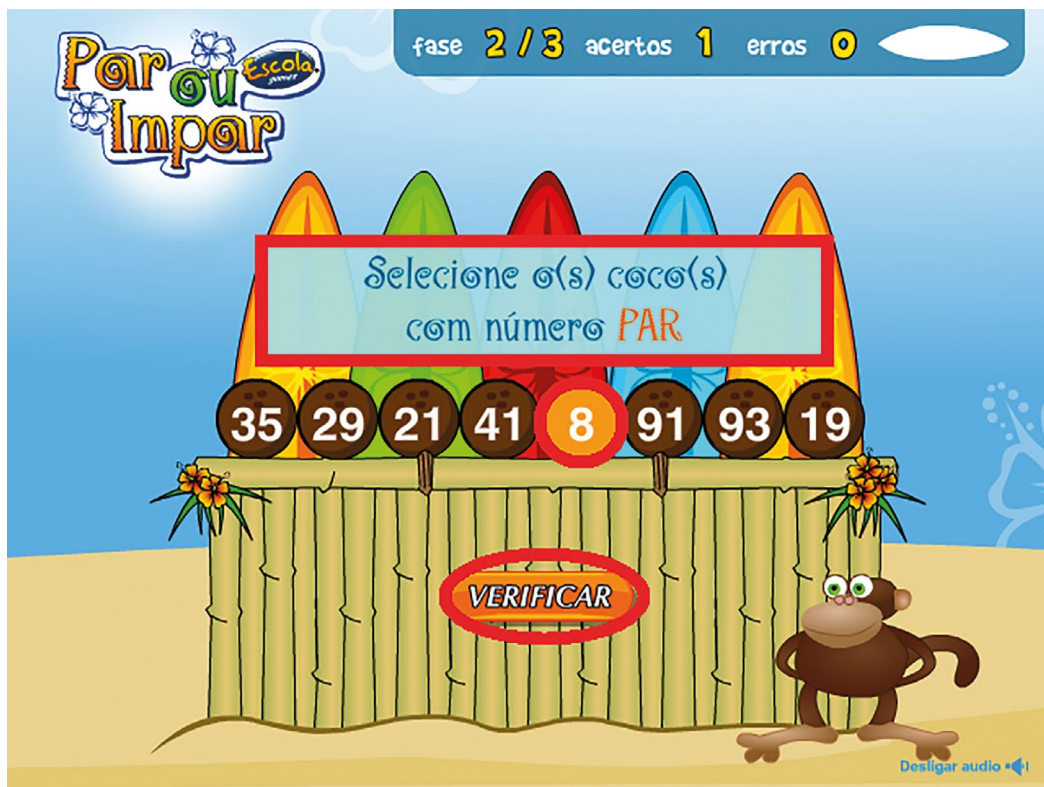 Par ou Impar
Escola games
fase 2 / 3 acertos 1 erros 0
Selecione o(s) coco(s)
com número PAR
35 29 21 41 8 91 93 19
VERIFICAR
Desligar audio